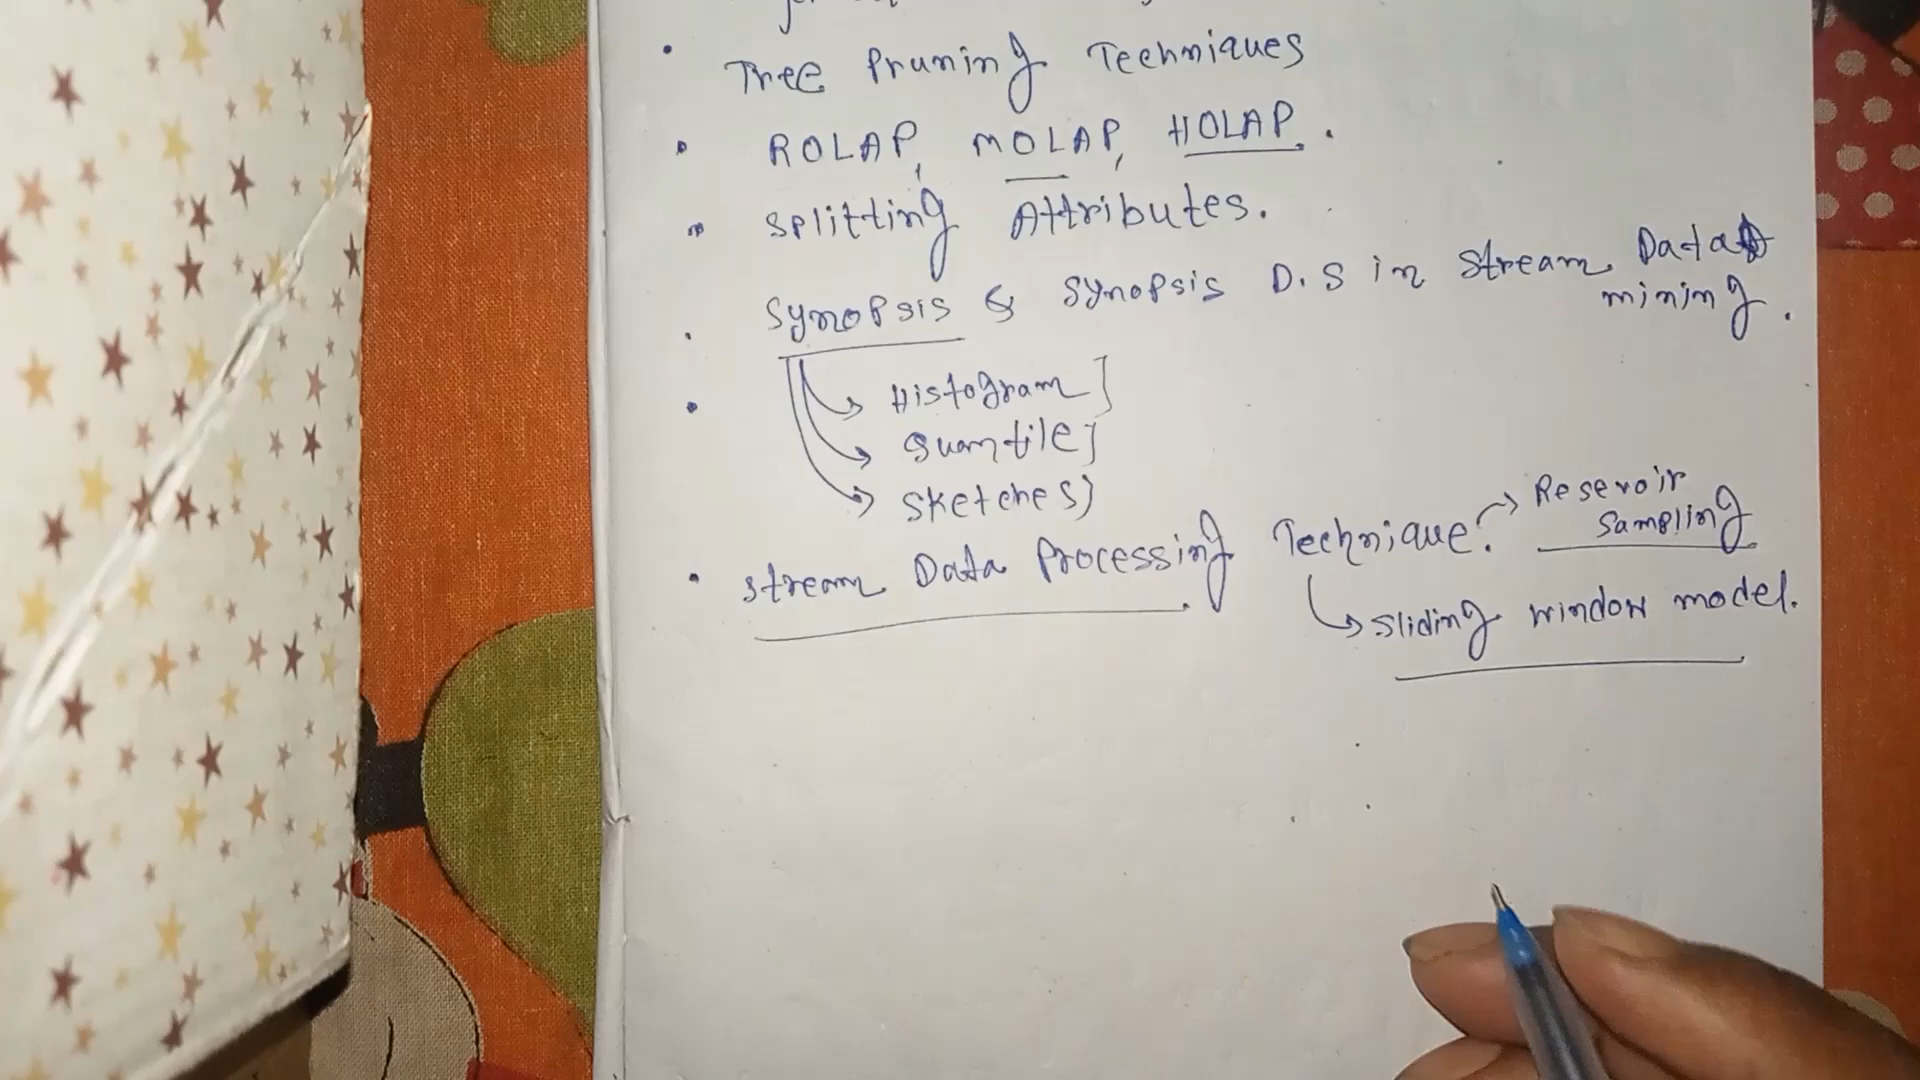 • Tree Pruning Techniques
• ROLAP, MOLAP, HOLAP.
• Splitting Attributes.
• Synopsis & Synopsis D.S in Stream Data
mining.
• → Histogram]
→ Quantile]
→ Sketches)
• Stream Data Processing Technique. → Reservoir
Sampling
→ Sliding Window model.